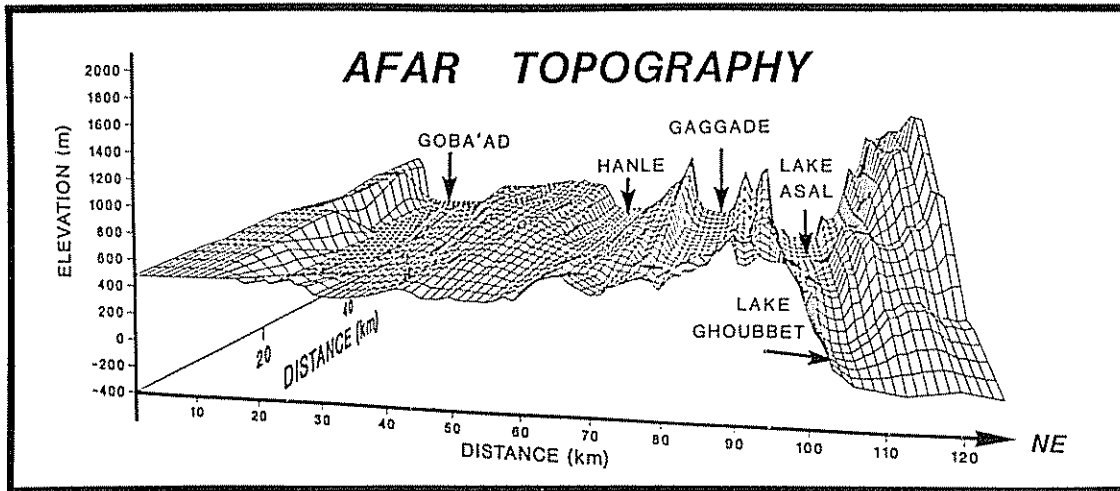 AFAR TOPOGRAPHY
2000
1800
1600
1400
1200
1000
800
600
400
200
0
-200
-400
ELEVATION (m)
GOBA'AD
HANLE
GAGGADE
LAKE
ASAL
LAKE
GHOUBBET
20
40
DISTANCE (km)
10 20 30 40 50 60 70 80 90 100 110 120
DISTANCE (km)
NE